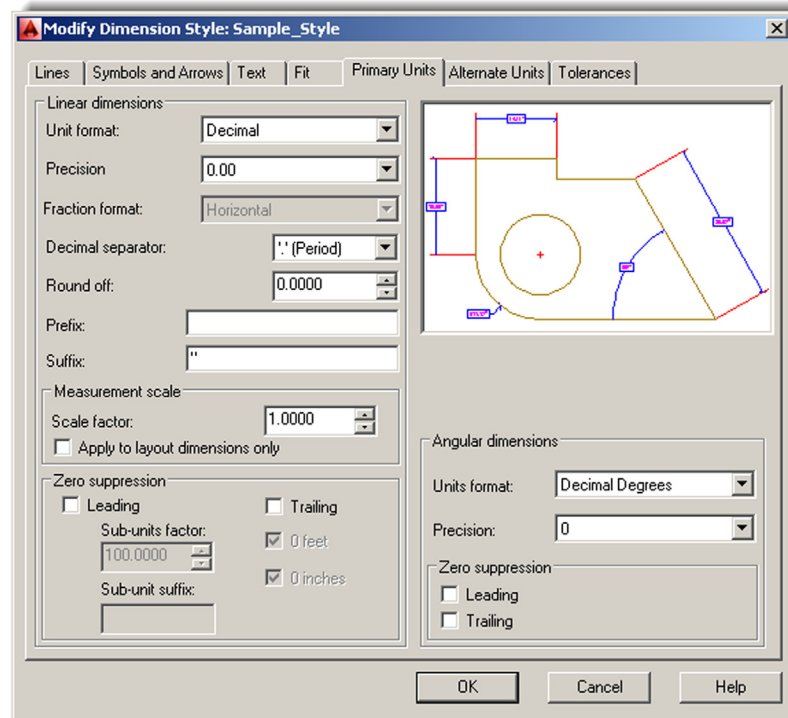 Modify Dimension Style: Sample_Style
Lines Symbols and Arrows Text Fit Primary Units Alternate Units Tolerances
Linear dimensions
Unit format: Decimal
Precision 0.00
Fraction format: Horizontal
Decimal separator: '.' (Period)
Round off: 0.0000
Prefix:
Suffix: "
Measurement scale
Scale factor: 1.0000
Apply to layout dimensions only
Zero suppression
Leading Trailing
Sub-units factor: 0 feet
100.0000
0 inches
Sub-unit suffix:
Angular dimensions
Units format: Decimal Degrees
Precision: 0
Zero suppression
Leading
Trailing
OK Cancel Help